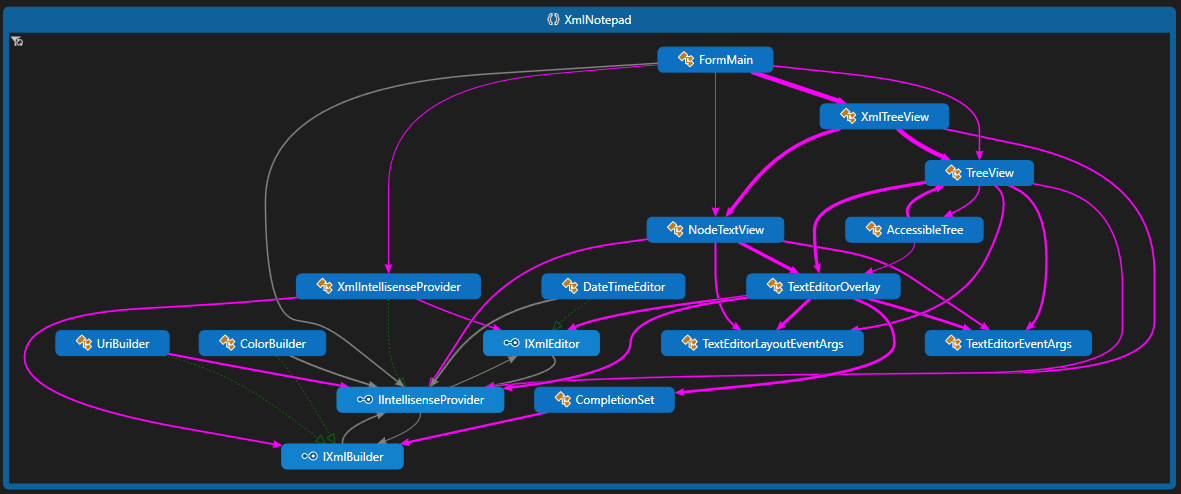 XmlNotepad
FormMain
XmlTreeView
TreeView
NodeTextView
AccessibleTree
XmlIntellisenseProvider
DateTimeEditor
TextEditorOverlay
UriBuilder
ColorBuilder
IXmlEditor
TextEditorLayoutEventArgs
TextEditorEventArgs
IIntellisenseProvider
CompletionSet
IXmlBuilder